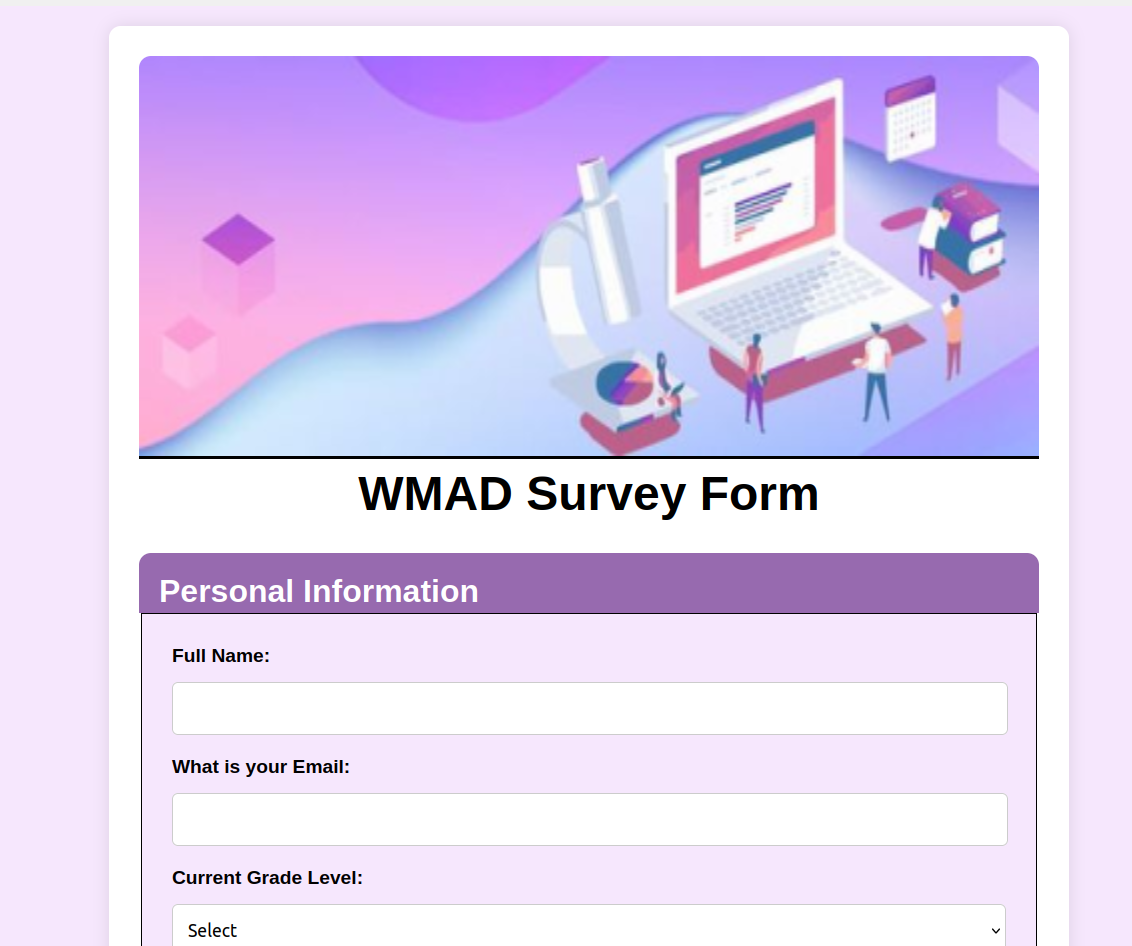 WMAD Survey Form
Personal Information
Full Name:
What is your Email:
Current Grade Level:
Select